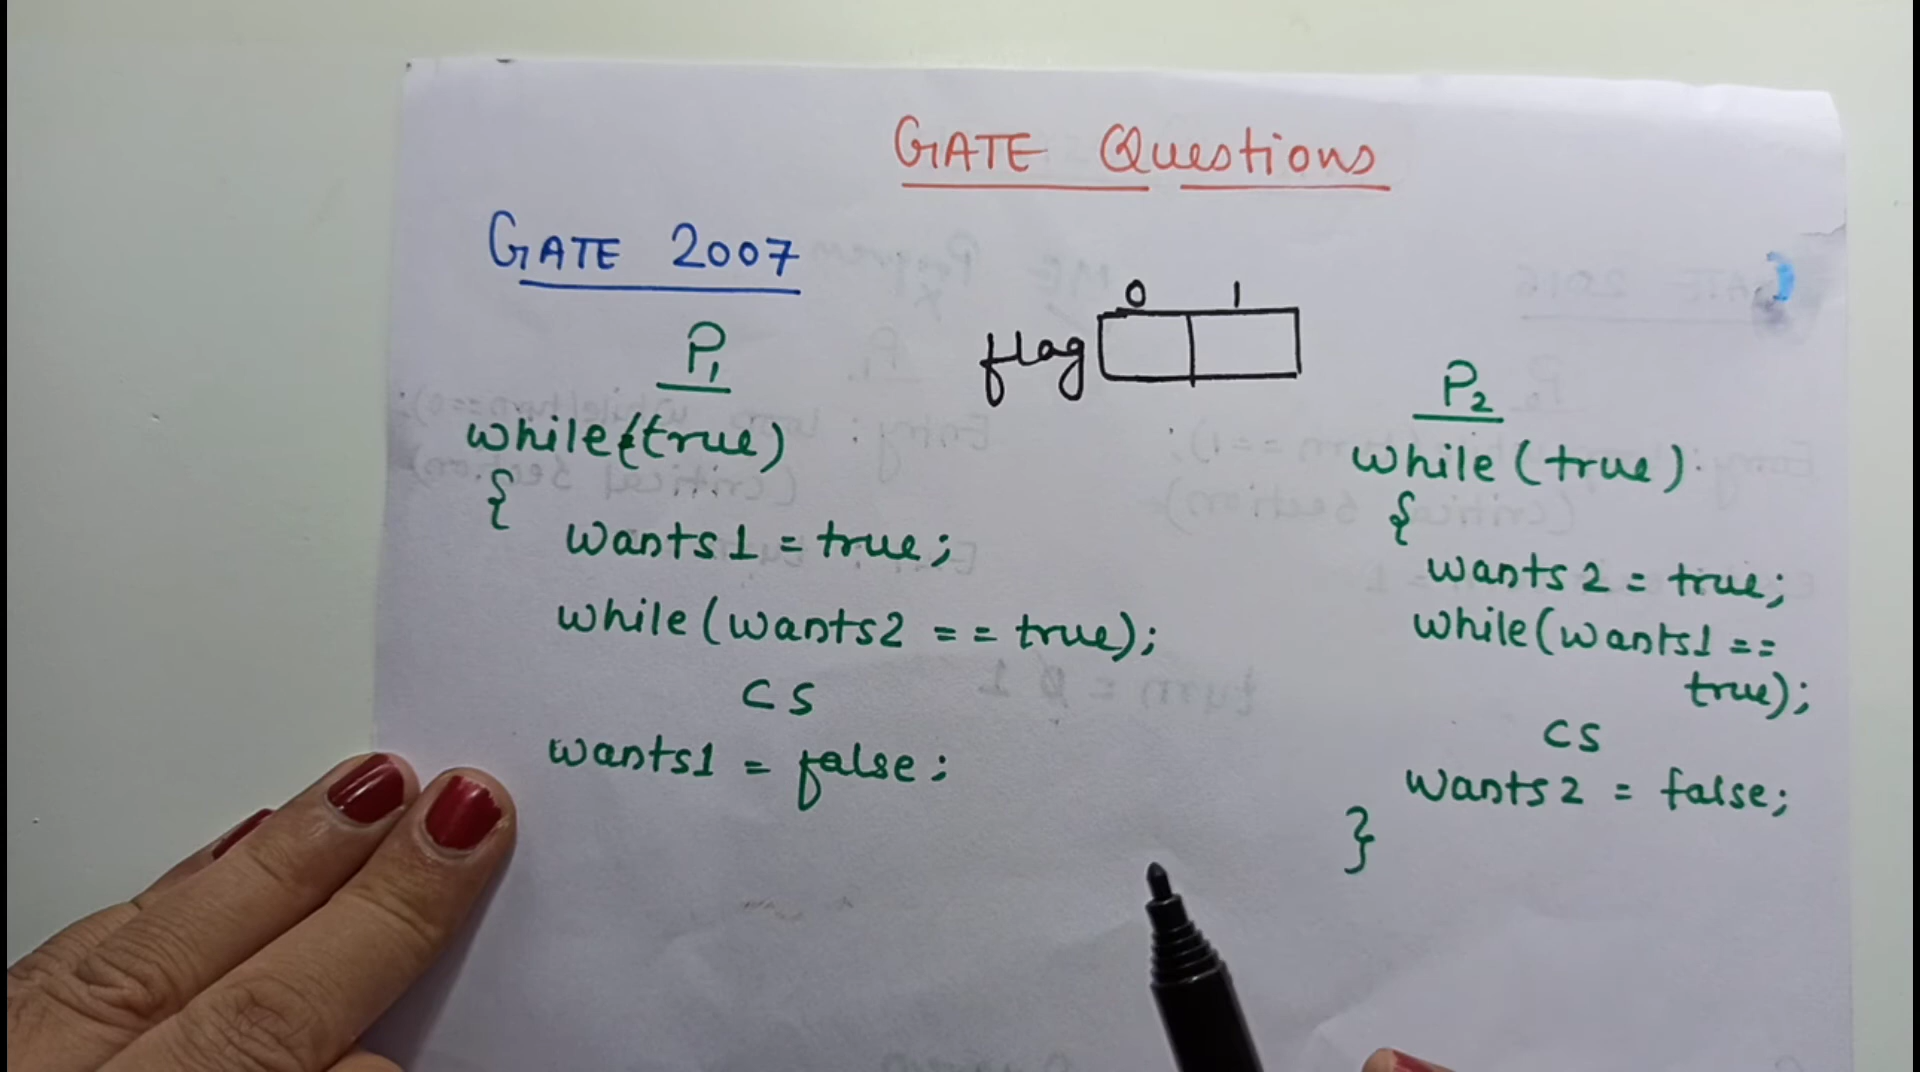 GATE Questions
GATE 2007
0 1
flag
P1
while(true)
{
wants1 = true;
while(wants2 == true);
CS
wants1 = false;
P2
while(true)
{
wants2 = true;
while(wants1 ==
true);
CS
wants2 = false;
}